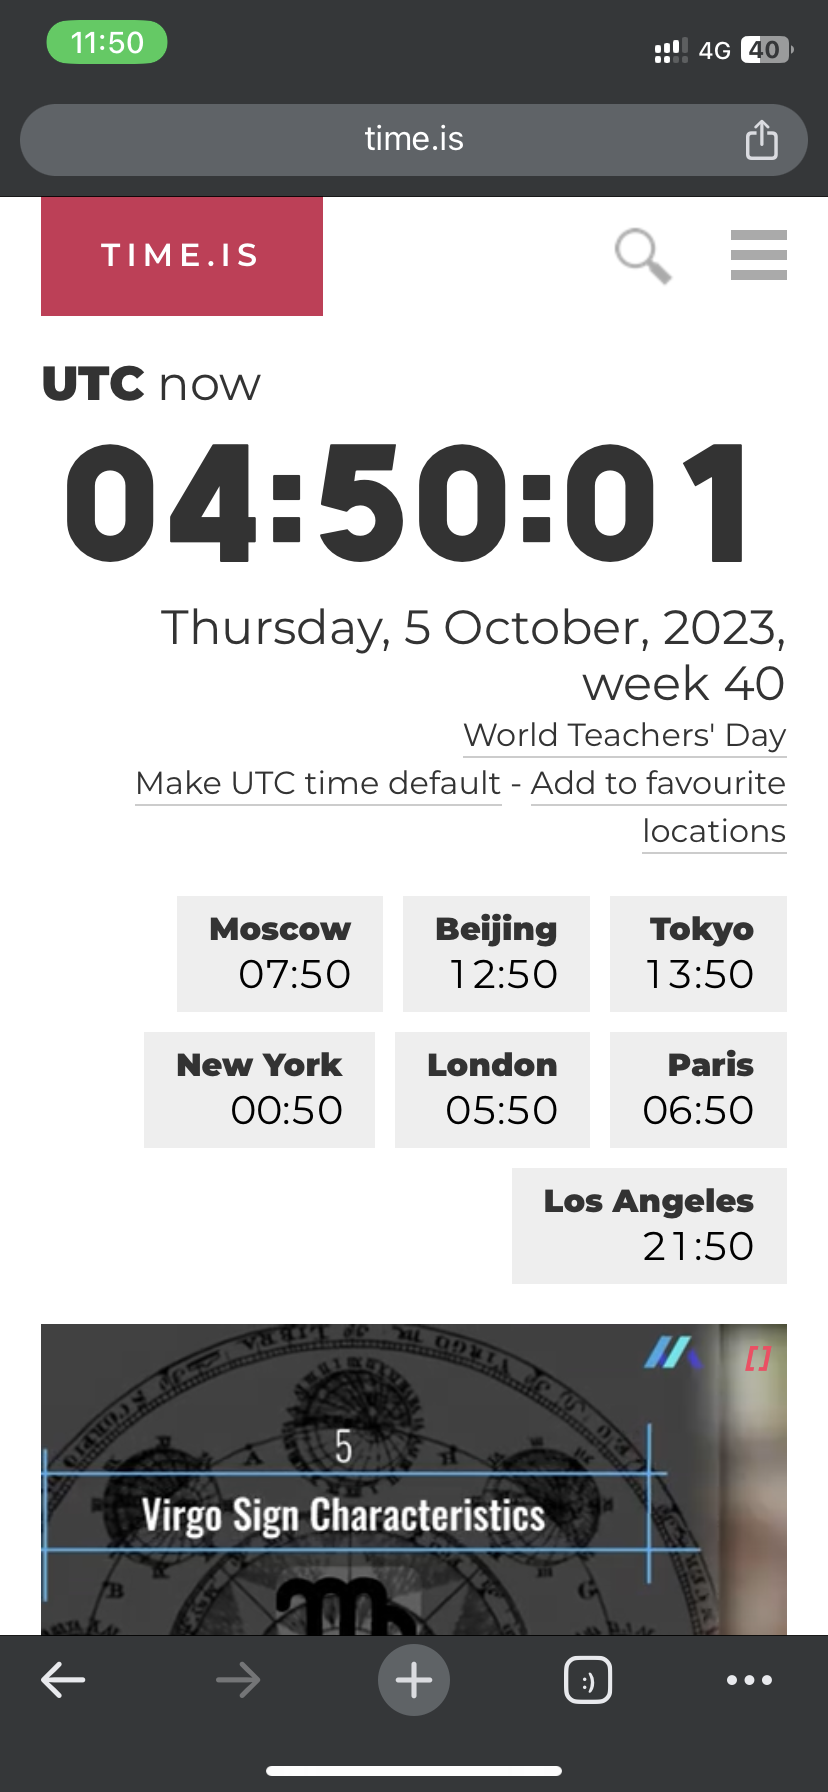 11:50
4G 40
time.is
TIME.IS
UTC now
04:50:01
Thursday, 5 October, 2023,
week 40
World Teachers' Day
Make UTC time default - Add to favourite
locations
Moscow
07:50
Beijing
12:50
Tokyo
13:50
New York
00:50
London
05:50
Paris
06:50
Los Angeles
21:50
[]
5
Virgo Sign Characteristics
:)